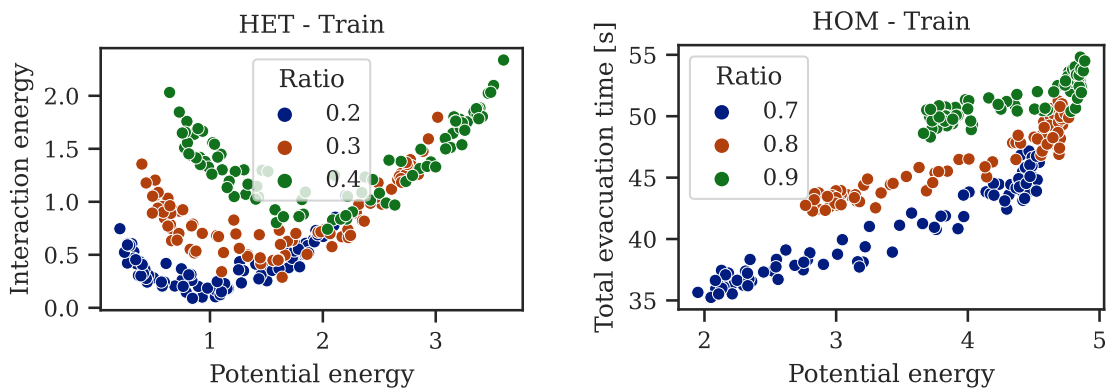 HET - Train
Interaction energy
2.0
1.5
1.0
0.5
0.0
Ratio
0.2
0.3
0.4
1
2
3
Potential energy
HOM - Train
Total evacuation time [s]
55
50
45
40
35
Ratio
0.7
0.8
0.9
2
3
4
5
Potential energy